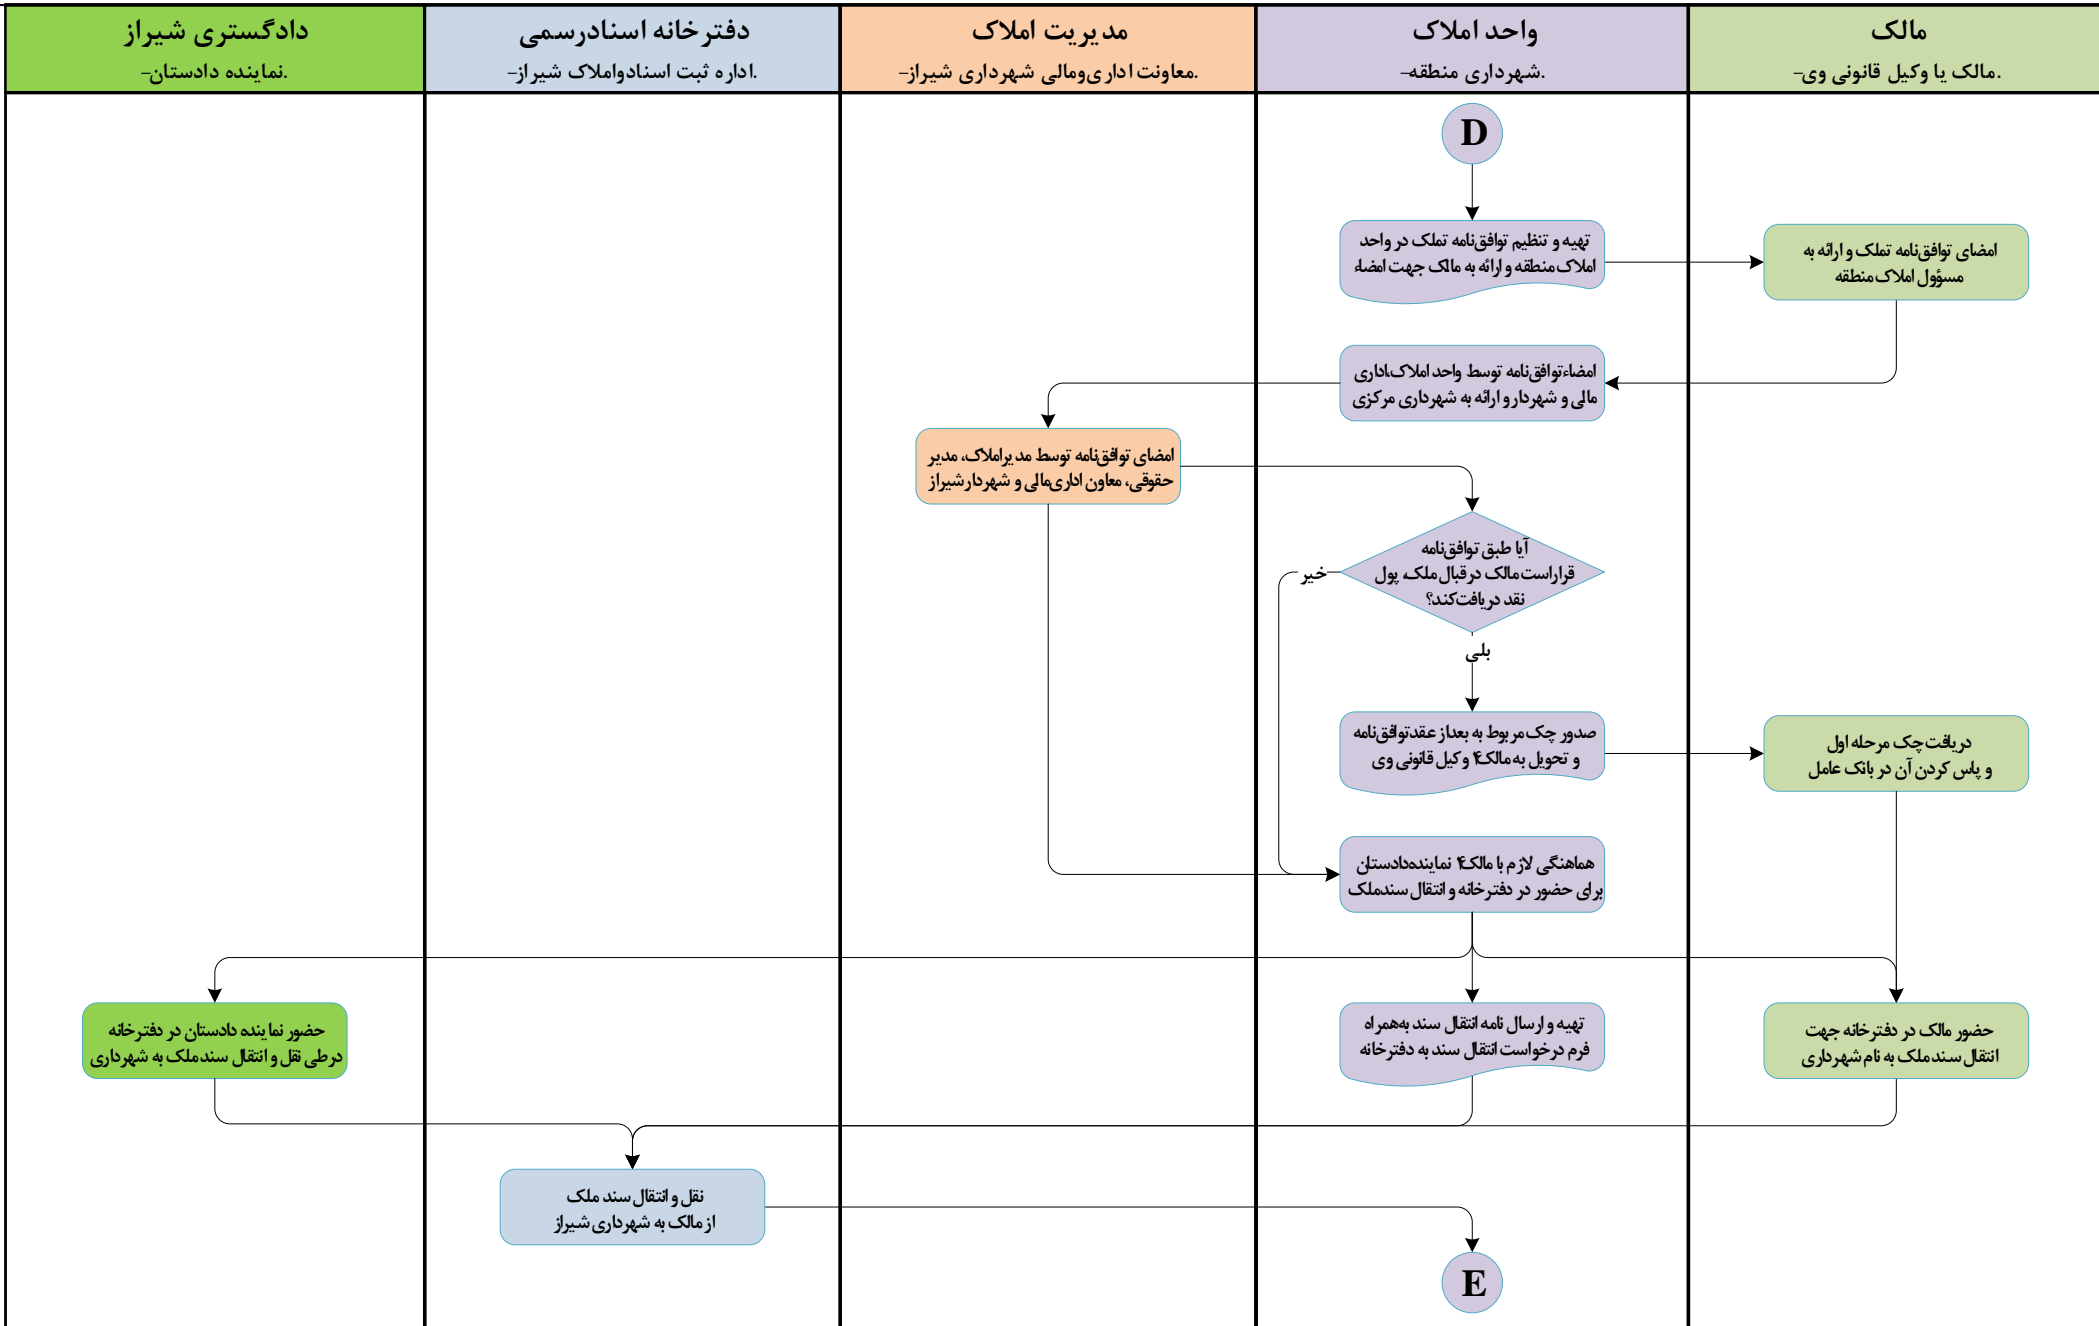 مالک
-مالک یا وکیل قانونی وی.
واحد املاک
-شهرداری منطقه.
مدیریت املاک
-معاونت اداری‌ومالی شهرداری شیراز.
دفترخانه اسنادرسمی
-اداره ثبت اسنادواملاک شیراز.
دادگستری شیراز
-نماینده دادستان.
D
تهیه و تنظیم توافق‌نامه تملک در واحد
املاک منطقه و ارائه به مالک جهت امضاء
امضای توافق‌نامه تملک و ارائه به
مسؤول املاک منطقه
امضاءتوافق‌نامه توسط واحد املاک،اداری
مالی و شهردار و ارائه به شهرداری مرکزی
امضای توافق‌نامه توسط مدیراملاک، مدیر
حقوقی، معاون اداری‌مالی و شهردارشیراز
آیا طبق توافق‌نامه
قراراست مالک در قبال ملک، پول
نقد دریافت‌کند؟
خیر
بلی
صدور چک مربوط به بعداز عقدتوافق‌نامه
و تحویل به مالک۴ وکیل قانونی وی
دریافت‌چک مرحله اول
و پاس کردن آن در بانک عامل
هماهنگی لازم با مالک۴ نماینده‌دادستان
برای حضور در دفترخانه و انتقال سندملک
حضور مالک در دفترخانه جهت
انتقال سندملک به نام شهرداری
تهیه و ارسال نامه انتقال سند به‌همراه
فرم درخواست انتقال سند به دفترخانه
حضور نماینده دادستان در دفترخانه
درطی نقل و انتقال سندملک به شهرداری
نقل و انتقال سند ملک
از مالک به شهرداری شیراز
E